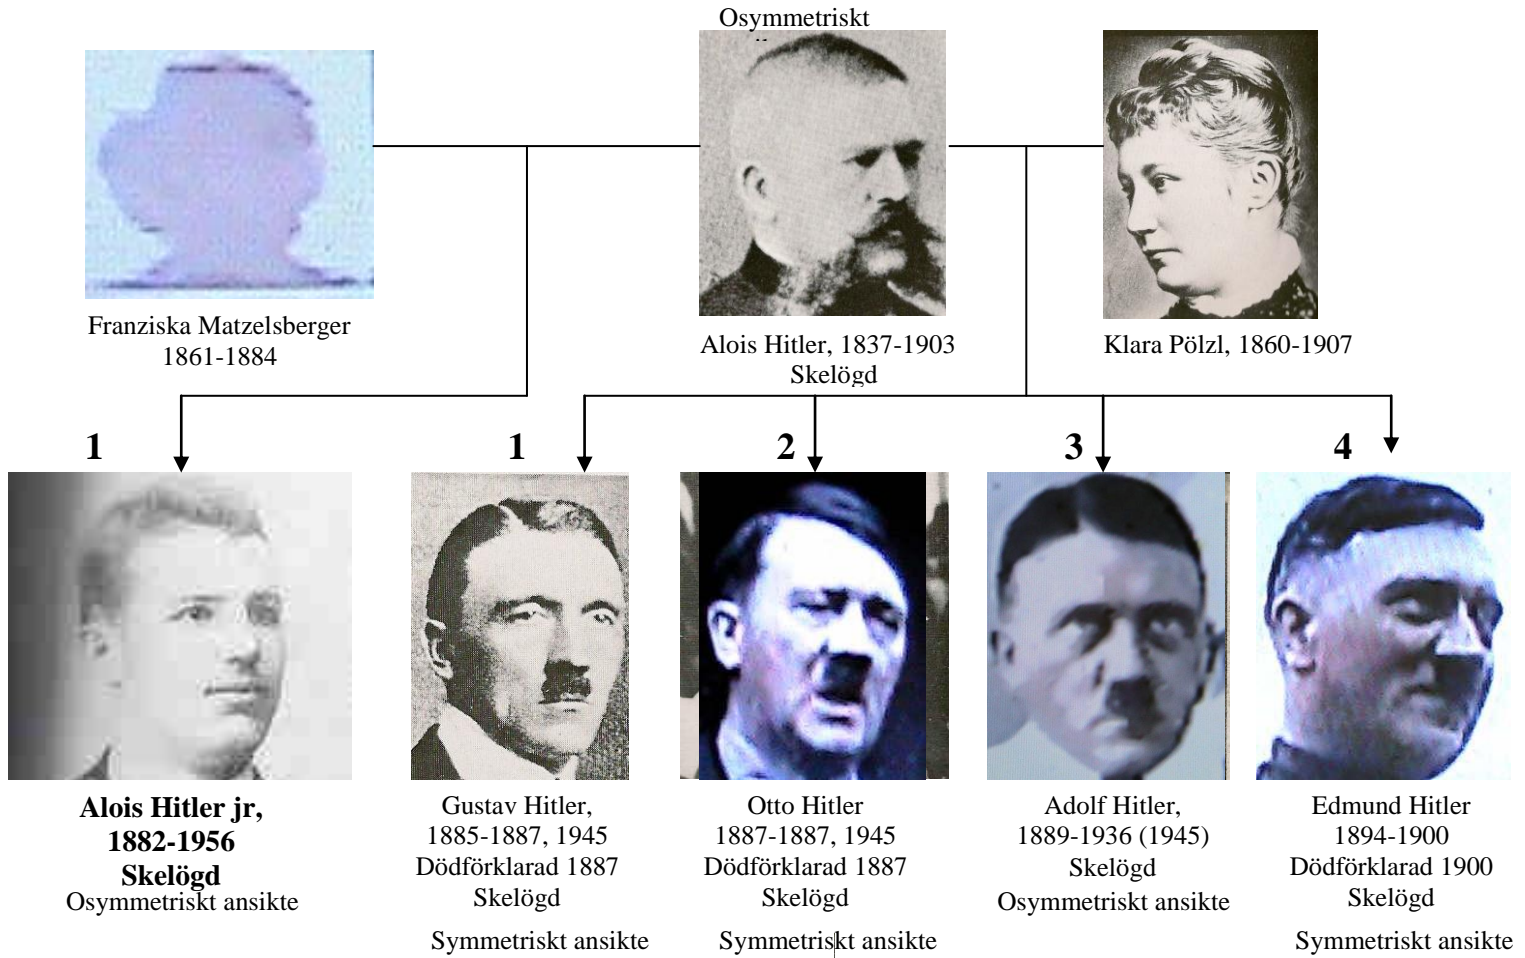 Osymmetriskt
Franziska Matzelsberger
1861-1884
Alois Hitler, 1837-1903
Skelögd
Klara Pölzl, 1860-1907
1
1
2
3
4
Alois Hitler jr,
1882-1956
Skelögd
Osymmetriskt ansikte
Gustav Hitler,
1885-1887, 1945
Dödförklarad 1887
Skelögd
Symmetriskt ansikte
Otto Hitler
1887-1887, 1945
Dödförklarad 1887
Skelögd
Symmetriskt ansikte
Adolf Hitler,
1889-1936 (1945)
Skelögd
Osymmetriskt ansikte
Edmund Hitler
1894-1900
Dödförklarad 1900
Skelögd
Symmetriskt ansikte